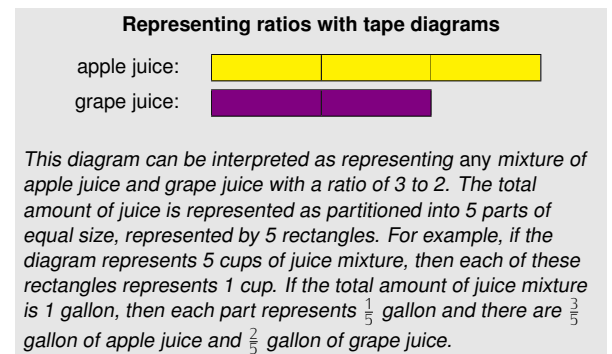 Representing ratios with tape diagrams
apple juice:
grape juice:
This diagram can be interpreted as representing any mixture of
apple juice and grape juice with a ratio of 3 to 2. The total
amount of juice is represented as partitioned into 5 parts of
equal size, represented by 5 rectangles. For example, if the
diagram represents 5 cups of juice mixture, then each of these
rectangles represents 1 cup. If the total amount of juice mixture
is 1 gallon, then each part represents 1/5 gallon and there are 3/5
gallon of apple juice and 2/5 gallon of grape juice.